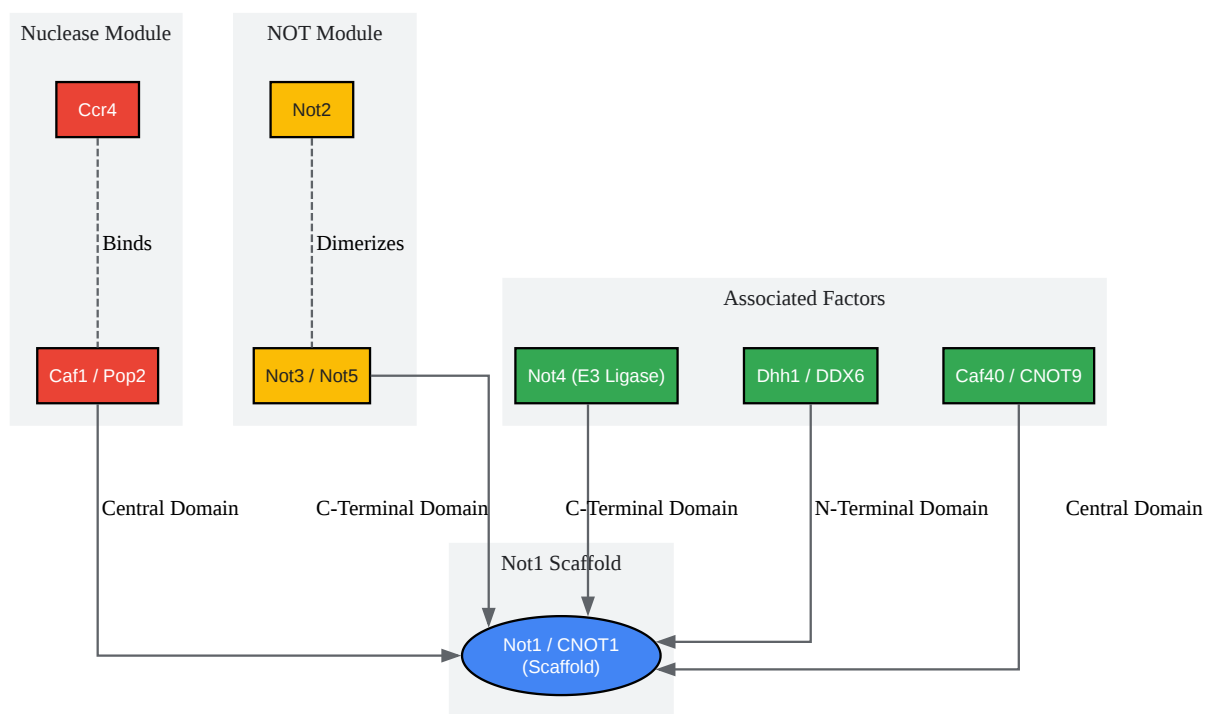 Nuclease Module
NOT Module
Ccr4
Not2
Binds
Dimerizes
Associated Factors
Caf1 / Pop2
Not3 / Not5
Not4 (E3 Ligase)
Dhh1 / DDX6
Caf40 / CNOT9
Central Domain
C-Terminal Domain
C-Terminal Domain
N-Terminal Domain
Central Domain
Not1 Scaffold
Not1 / CNOT1
(Scaffold)